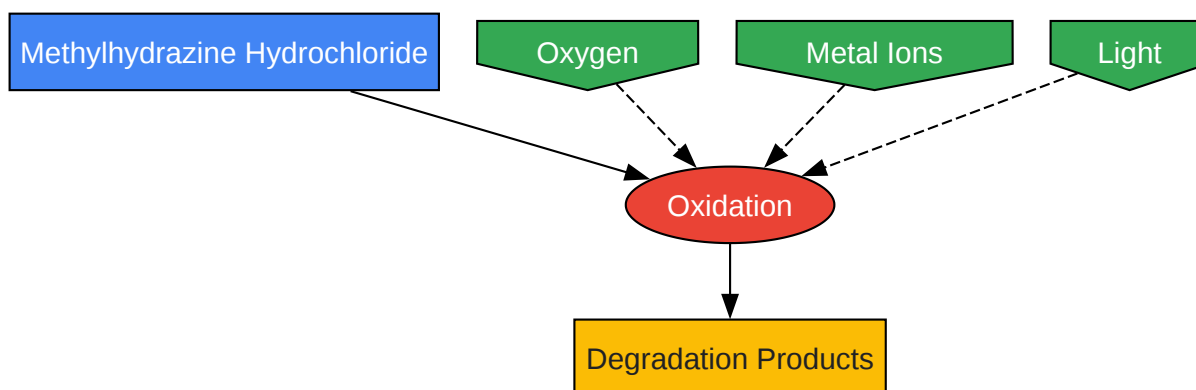 Methylhydrazine Hydrochloride
Oxygen
Metal Ions
Light
Oxidation
Degradation Products